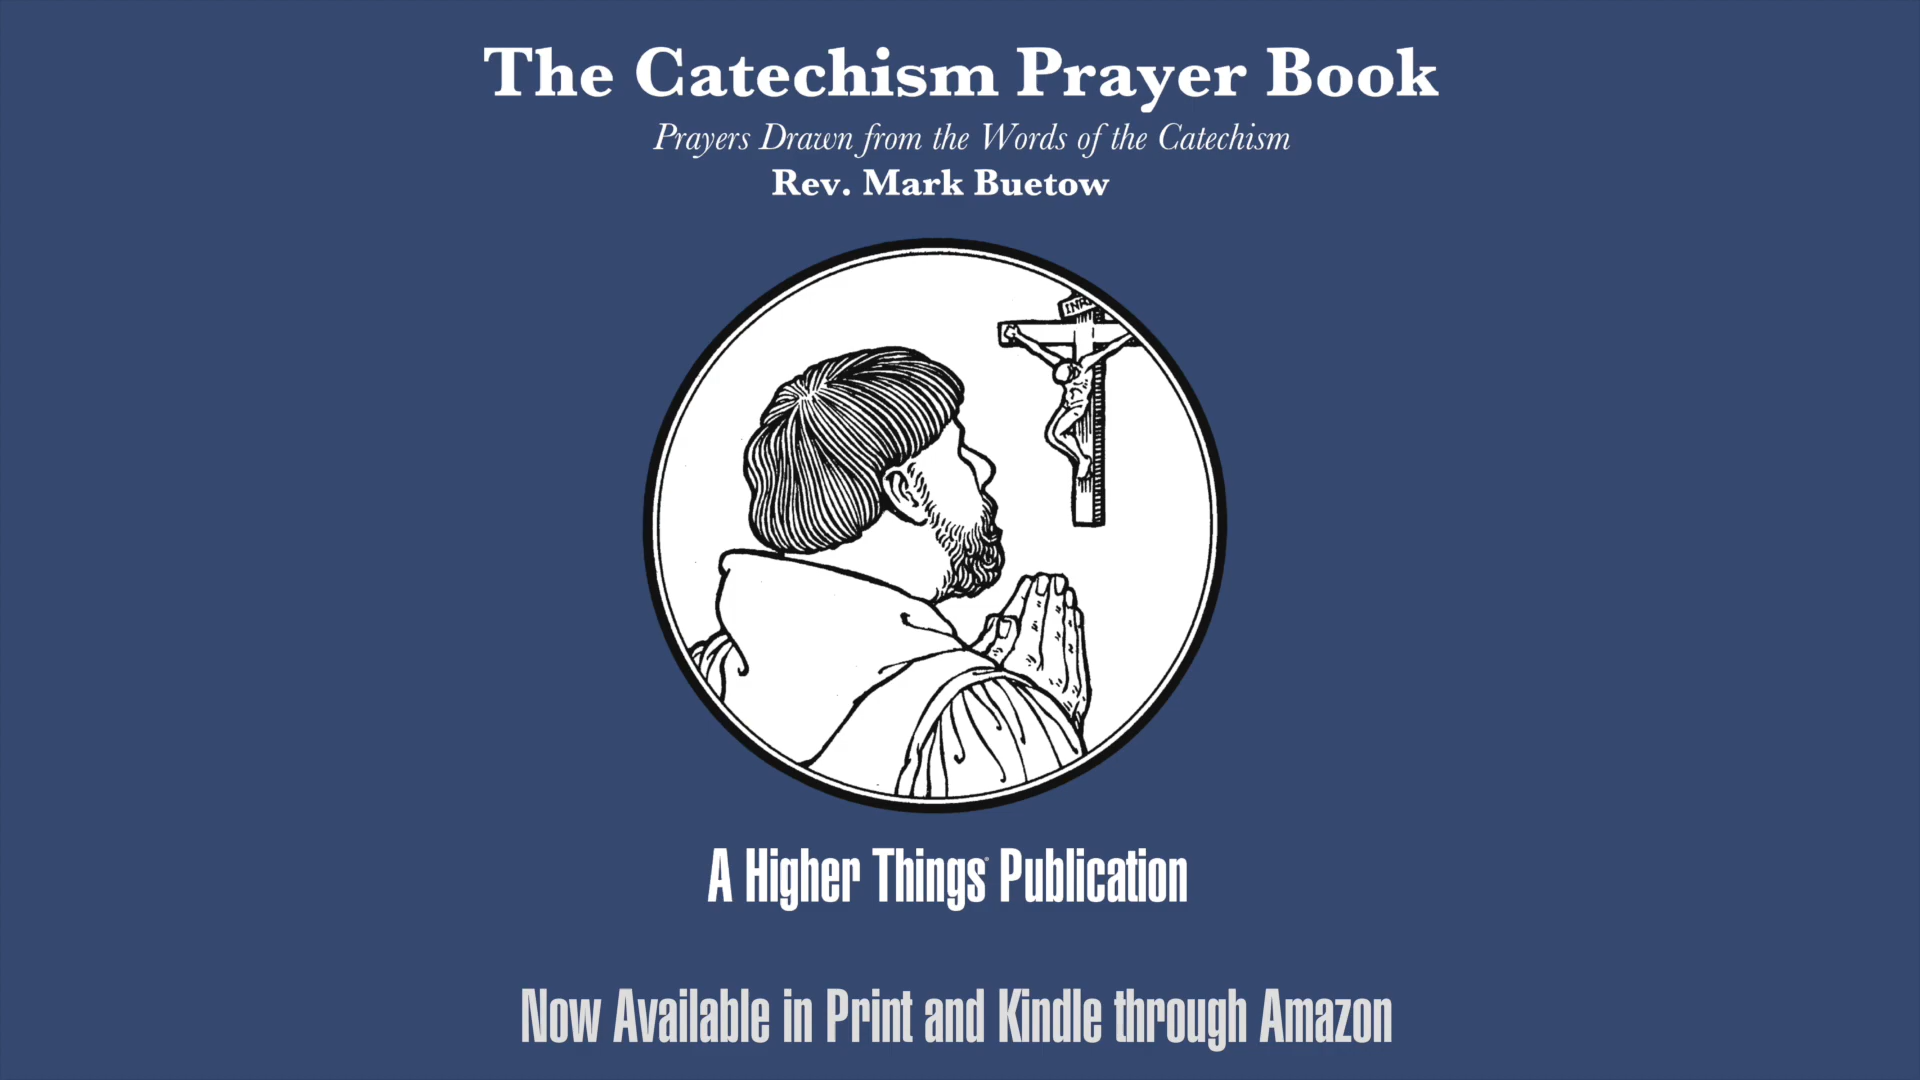 The Catechism Prayer Book
Prayers Drawn from the Words of the Catechism
Rev. Mark Buetow
INRI
A Higher Things® Publication
Now Available in Print and Kindle through Amazon